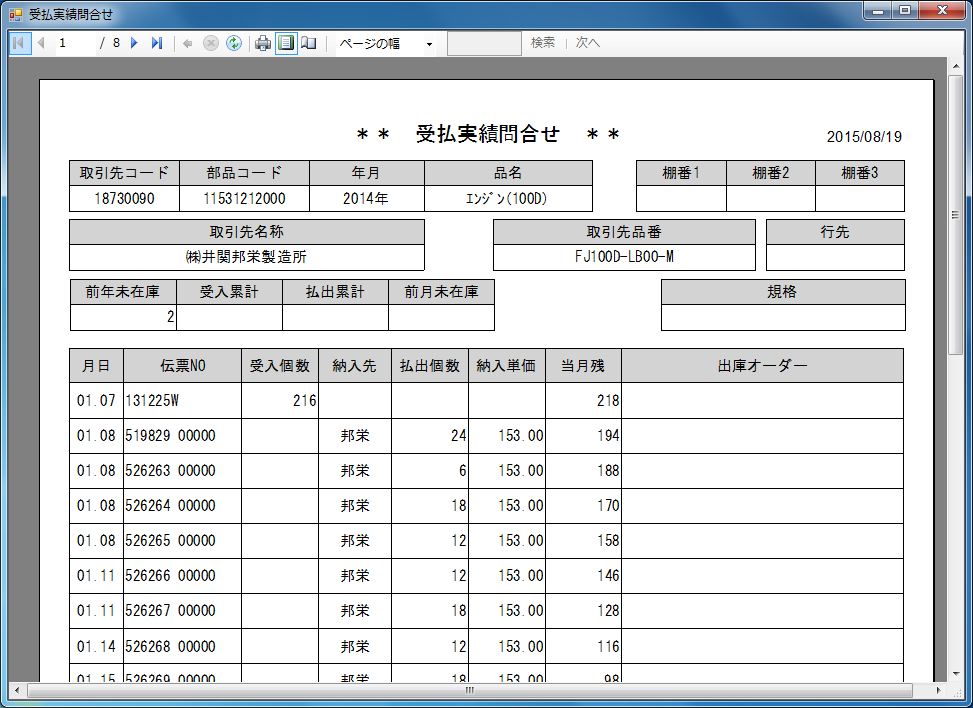 受払実績問合せ
1 / 8 ページの幅 検索 次へ
** 受払実績問合せ **
2015/08/19
取引先コード 部品コード 年月 品名 棚番1 棚番2 棚番3
18730090 11531212000 2014年 ｴﾝｼﾞﾝ(100D)
取引先名称 取引先品番 行先
㈱井関邦栄製造所 FJ100D-LB00-M
前年未在庫 受入累計 払出累計 前月未在庫 規格
2
月日 伝票NO 受入個数 納入先 払出個数 納入単価 当月残 出庫オーダー
01.07 131225W 216 218
01.08 519829 00000 邦栄 24 153.00 194
01.08 526263 00000 邦栄 6 153.00 188
01.08 526264 00000 邦栄 18 153.00 170
01.08 526265 00000 邦栄 12 153.00 158
01.11 526266 00000 邦栄 12 153.00 146
01.11 526267 00000 邦栄 18 153.00 128
01.14 526268 00000 邦栄 12 153.00 116
01.15 526269 00000 邦栄 18 153.00 98